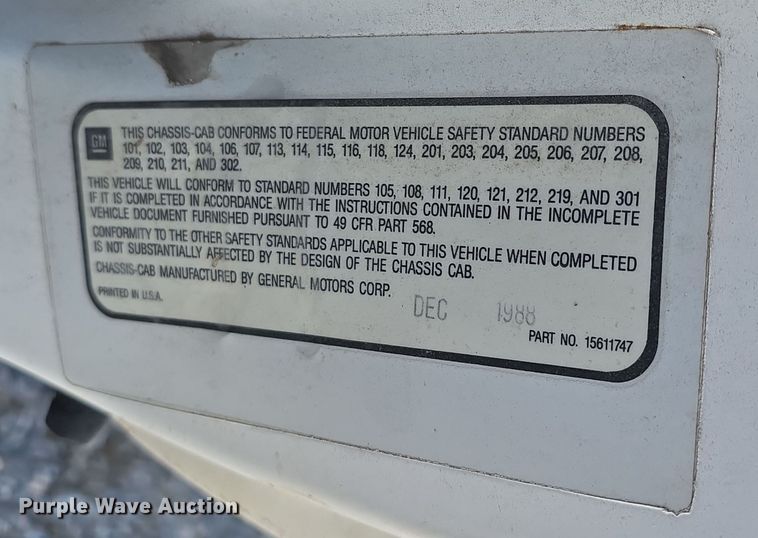 GM
THIS CHASSIS-CAB CONFORMS TO FEDERAL MOTOR VEHICLE SAFETY STANDARD NUMBERS
101, 102, 103, 104, 106, 107, 113, 114, 115, 116, 118, 124, 201, 203, 204, 205, 206, 207, 208,
209, 210, 211, AND 302.
THIS VEHICLE WILL CONFORM TO STANDARD NUMBERS 105, 108, 111, 120, 121, 212, 219, AND 301
IF IT IS COMPLETED IN ACCORDANCE WITH THE INSTRUCTIONS CONTAINED IN THE INCOMPLETE
VEHICLE DOCUMENT FURNISHED PURSUANT TO 49 CFR PART 568.
CONFORMITY TO THE OTHER SAFETY STANDARDS APPLICABLE TO THIS VEHICLE WHEN COMPLETED
IS NOT SUBSTANTIALLY AFFECTED BY THE DESIGN OF THE CHASSIS CAB.
CHASSIS-CAB MANUFACTURED BY GENERAL MOTORS CORP.
PRINTED IN U.S.A.
DEC 1988
PART NO. 15611747
Purple Wave Auction